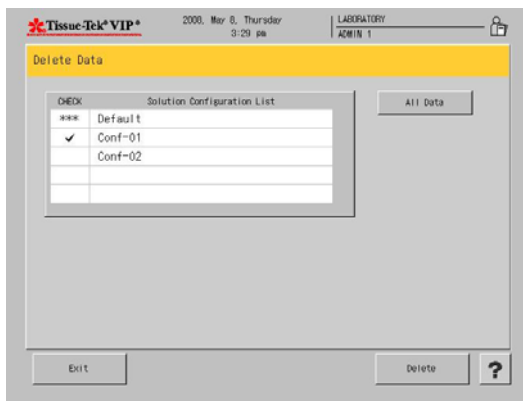 Tissue-Tek® VIP®
2008, May 8, Thursday
3:29 pm
LABORATORY
ADMIN 1
Delete Data
CHECK Solution Configuration List
*** Default
✓ Conf-01
Conf-02
All Data
Exit
Delete
?